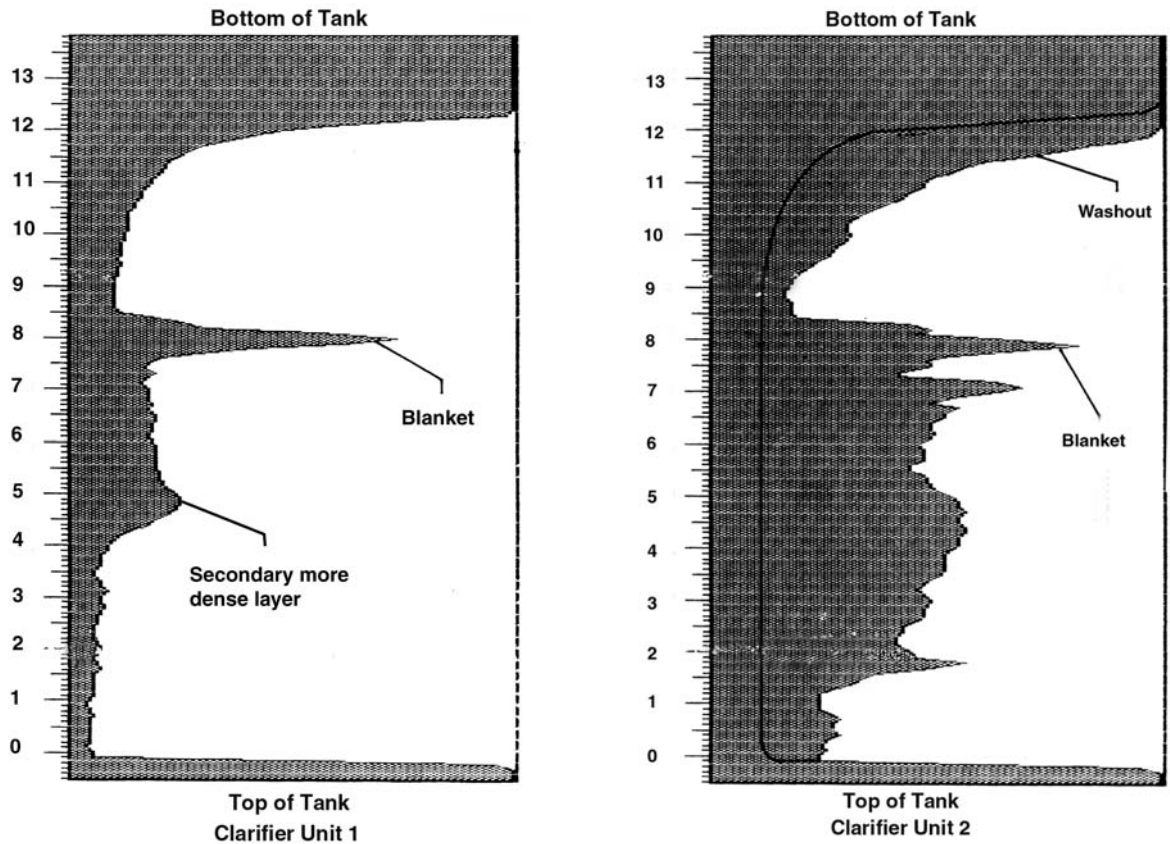 Bottom of Tank
13
12
11
10
9
8
7
6
5
4
3
2
1
0
Blanket
Secondary more
dense layer
Top of Tank
Clarifier Unit 1
Bottom of Tank
13
12
11
10
9
8
7
6
5
4
3
2
1
0
Washout
Blanket
Top of Tank
Clarifier Unit 2